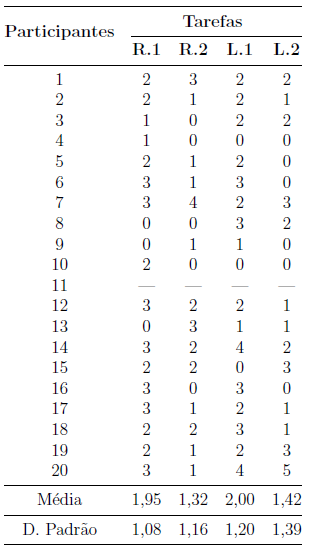 Tarefas
Participantes
R.1 R.2 L.1 L.2
1 2 3 2 2
2 2 1 2 1
3 1 0 2 2
4 1 0 0 0
5 2 1 2 0
6 3 1 3 0
7 3 4 2 3
8 0 0 3 2
9 0 1 1 0
10 2 0 0 0
11 — — — —
12 3 2 2 1
13 0 3 1 1
14 3 2 4 2
15 2 2 0 3
16 3 0 3 0
17 3 1 2 1
18 2 2 3 1
19 2 1 2 3
20 3 1 4 5
Média 1,95 1,32 2,00 1,42
D. Padrão 1,08 1,16 1,20 1,39